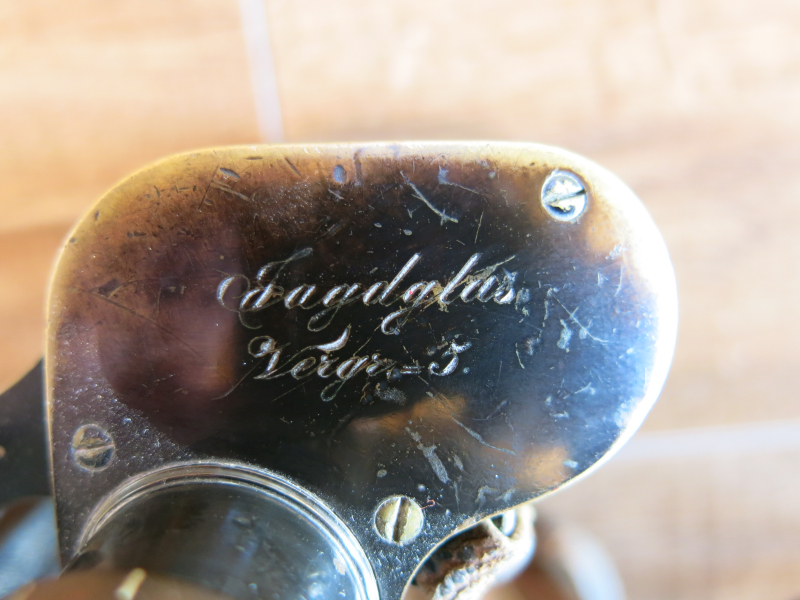 Jagdglas,
Vergr. = 5.